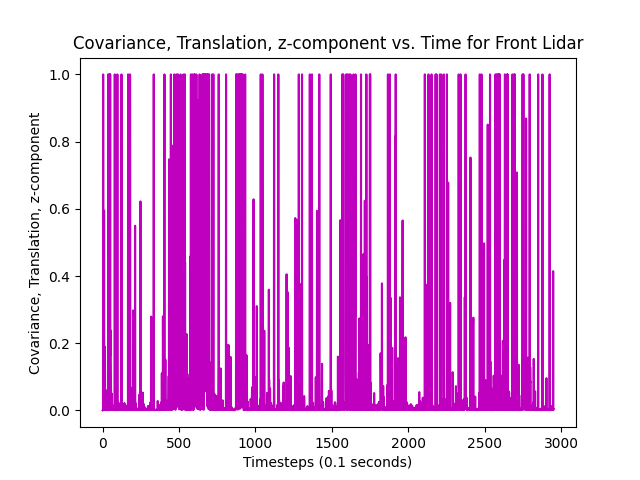 Covariance, Translation, z-component vs. Time for Front Lidar
Covariance, Translation, z-component
1.0
0.8
0.6
0.4
0.2
0.0
0 500 1000 1500 2000 2500 3000
Timesteps (0.1 seconds)